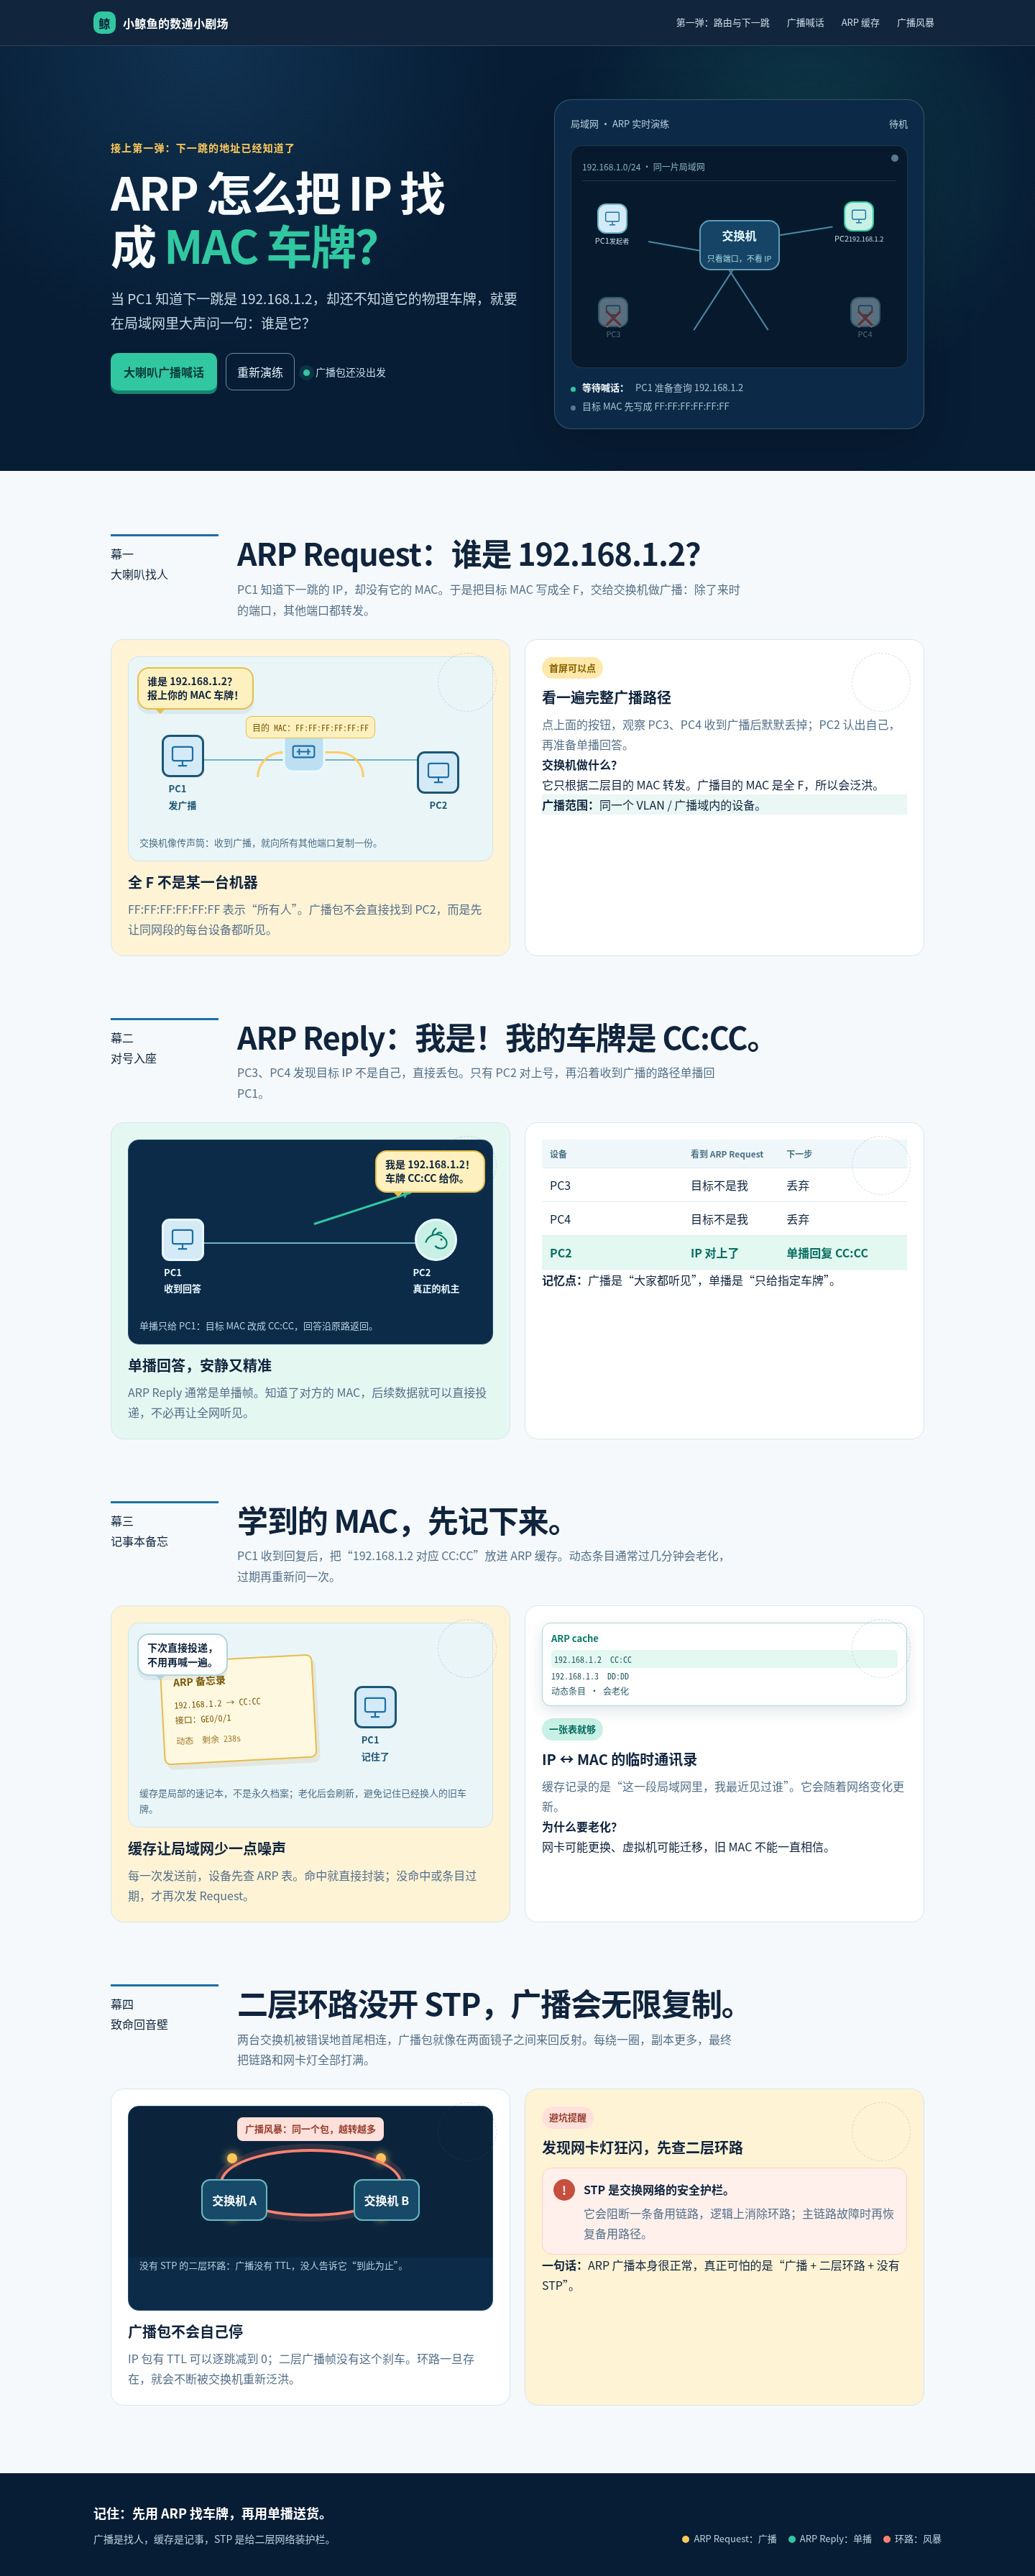 鲸 小鲸鱼的数通小剧场
第一弹：路由与下一跳 广播喊话 ARP 缓存 广播风暴
接上第一弹：下一跳的地址已经知道了
ARP 怎么把 IP 找
成 MAC 车牌？
当 PC1 知道下一跳是 192.168.1.2，却还不知道它的物理车牌，就要
在局域网里大声问一句：谁是它？
大喇叭广播喊话 重新演练 广播包还没出发
局域网 · ARP 实时演练 待机
192.168.1.0/24 · 同一片局域网
PC1发起者
交换机
只看端口，不看 IP
PC2192.168.1.2
PC3
PC4
等待喊话： PC1 准备查询 192.168.1.2
目标 MAC 先写成 FF:FF:FF:FF:FF:FF
幕一
大喇叭找人
ARP Request：谁是 192.168.1.2？
PC1 知道下一跳的 IP，却没有它的 MAC。于是把目标 MAC 写成全 F，交给交换机做广播：除了来时
的端口，其他端口都转发。
谁是 192.168.1.2？
报上你的 MAC 车牌！
目的 MAC: FF:FF:FF:FF:FF:FF
PC1
发广播
PC2
交换机像传声筒：收到广播，就向所有其他端口复制一份。
全 F 不是某一台机器
FF:FF:FF:FF:FF:FF 表示“所有人”。广播包不会直接找到 PC2，而是先
让同网段的每台设备都听见。
首屏可以点
看一遍完整广播路径
点上面的按钮，观察 PC3、PC4 收到广播后默默丢掉；PC2 认出自己，
再准备单播回答。
交换机做什么？
它只根据二层目的 MAC 转发。广播目的 MAC 是全 F，所以会泛洪。
广播范围：同一个 VLAN / 广播域内的设备。
幕二
对号入座
ARP Reply：我是！我的车牌是 CC:CC。
PC3、PC4 发现目标 IP 不是自己，直接丢包。只有 PC2 对上号，再沿着收到广播的路径单播回
PC1。
我是 192.168.1.2！
车牌 CC:CC 给你。
PC1
收到回答
PC2
真正的机主
单播只给 PC1：目标 MAC 改成 CC:CC，回答沿原路返回。
单播回答，安静又精准
ARP Reply 通常是单播帧。知道了对方的 MAC，后续数据就可以直接投
递，不必再让全网听见。
设备 看到 ARP Request 下一步
PC3 目标不是我 丢弃
PC4 目标不是我 丢弃
PC2 IP 对上了 单播回复 CC:CC
记忆点：广播是“大家都听见”，单播是“只给指定车牌”。
幕三
记事本备忘
学到的 MAC，先记下来。
PC1 收到回复后，把“192.168.1.2 对应 CC:CC”放进 ARP 缓存。动态条目通常过几分钟会老化，
过期再重新问一次。
下次直接投递，
不用再喊一遍。
ARP 备忘录
192.168.1.2 → CC:CC
接口：GE0/0/1
动态 剩余 238s
PC1
记住了
缓存是局部的速记本，不是永久档案；老化后会刷新，避免记住已经换人的旧车
牌。
缓存让局域网少一点噪声
每一次发送前，设备先查 ARP 表。命中就直接封装；没命中或条目过
期，才再次发 Request。
ARP cache
192.168.1.2 CC:CC
192.168.1.3 DD:DD
动态条目 · 会老化
一张表就够
IP ↔ MAC 的临时通讯录
缓存记录的是“这一段局域网里，我最近见过谁”。它会随着网络变化更
新。
为什么要老化？
网卡可能更换、虚拟机可能迁移，旧 MAC 不能一直相信。
幕四
致命回音壁
二层环路没开 STP，广播会无限复制。
两台交换机被错误地首尾相连，广播包就像在两面镜子之间来回反射。每绕一圈，副本更多，最终
把链路和网卡灯全部打满。
广播风暴：同一个包，越转越多
交换机 A
交换机 B
没有 STP 的二层环路：广播没有 TTL，没人告诉它“到此为止”。
广播包不会自己停
IP 包有 TTL 可以逐跳减到 0；二层广播帧没有这个刹车。环路一旦存
在，就会不断被交换机重新泛洪。
避坑提醒
发现网卡灯狂闪，先查二层环路
! STP 是交换网络的安全护栏。
它会阻断一条备用链路，逻辑上消除环路；主链路故障时再恢
复备用路径。
一句话：ARP 广播本身很正常，真正可怕的是“广播 + 二层环路 + 没有
STP”。
记住：先用 ARP 找车牌，再用单播送货。
广播是找人，缓存是记事，STP 是给二层网络装护栏。
ARP Request：广播 ARP Reply：单播 环路：风暴